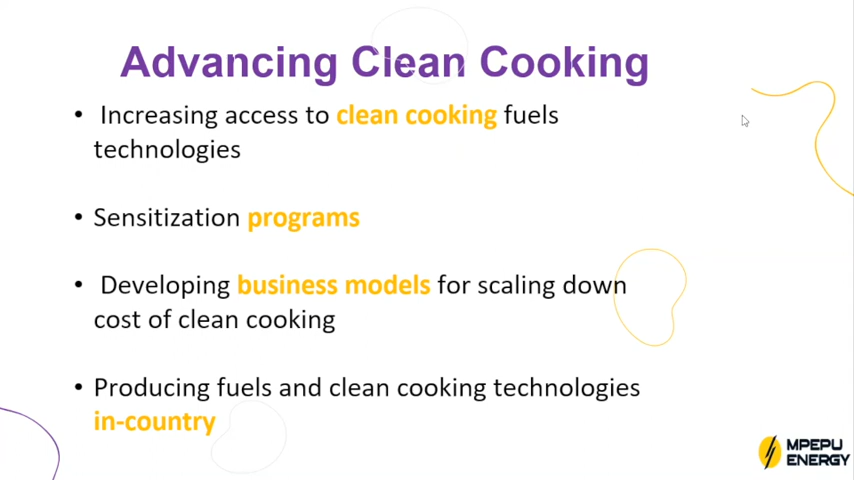 Advancing Clean Cooking
• Increasing access to clean cooking fuels
technologies
• Sensitization programs
• Developing business models for scaling down
cost of clean cooking
• Producing fuels and clean cooking technologies
in-country
MPEPU
ENERGY